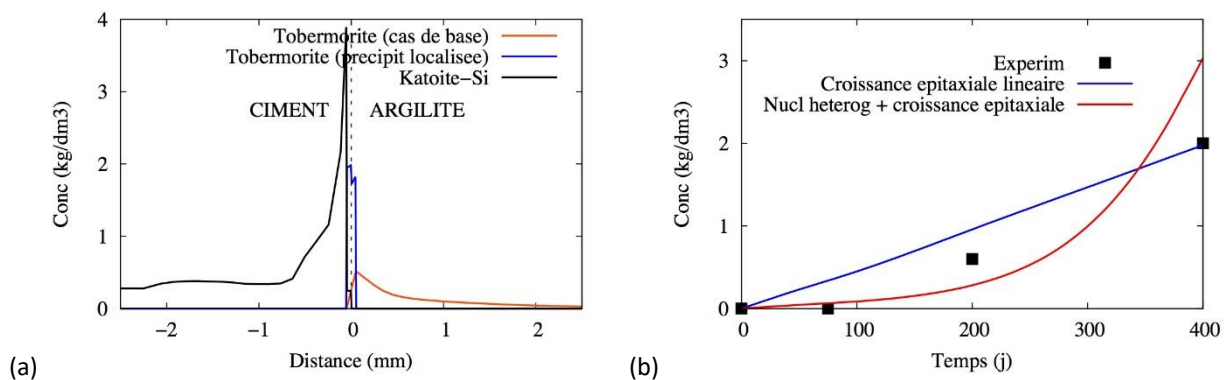 4
3
2
1
0
Conc (kg/dm3)
Tobermorite (cas de base)
Tobermorite (precipit localisee)
Katoite-Si
CIMENT
ARGILITE
−2
−1
0
1
2
Distance (mm)
(a)
3
2
1
0
Conc (kg/dm3)
Experim
Croissance epitaxiale lineaire
Nucl heterog + croissance epitaxiale
0
100
200
300
400
Temps (j)
(b)